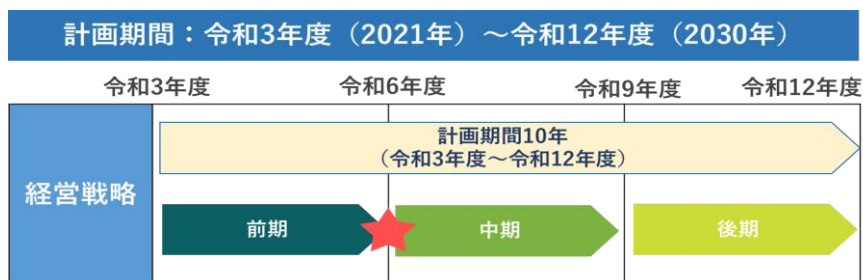 計画期間：令和3年度（2021年）～令和12年度（2030年）
令和3年度
令和6年度
令和9年度
令和12年度
計画期間10年
（令和3年度～令和12年度）
経営戦略
前期
中期
後期